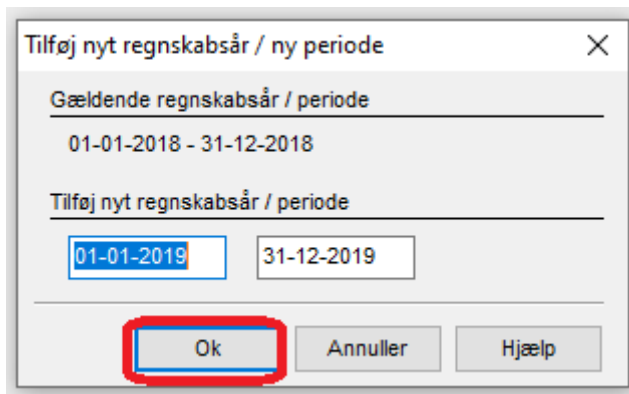 Tilføj nyt regnskabsår / ny periode
Gældende regnskabsår / periode
01-01-2018 - 31-12-2018
Tilføj nyt regnskabsår / periode
01-01-2019 31-12-2019
Ok Annuller Hjælp